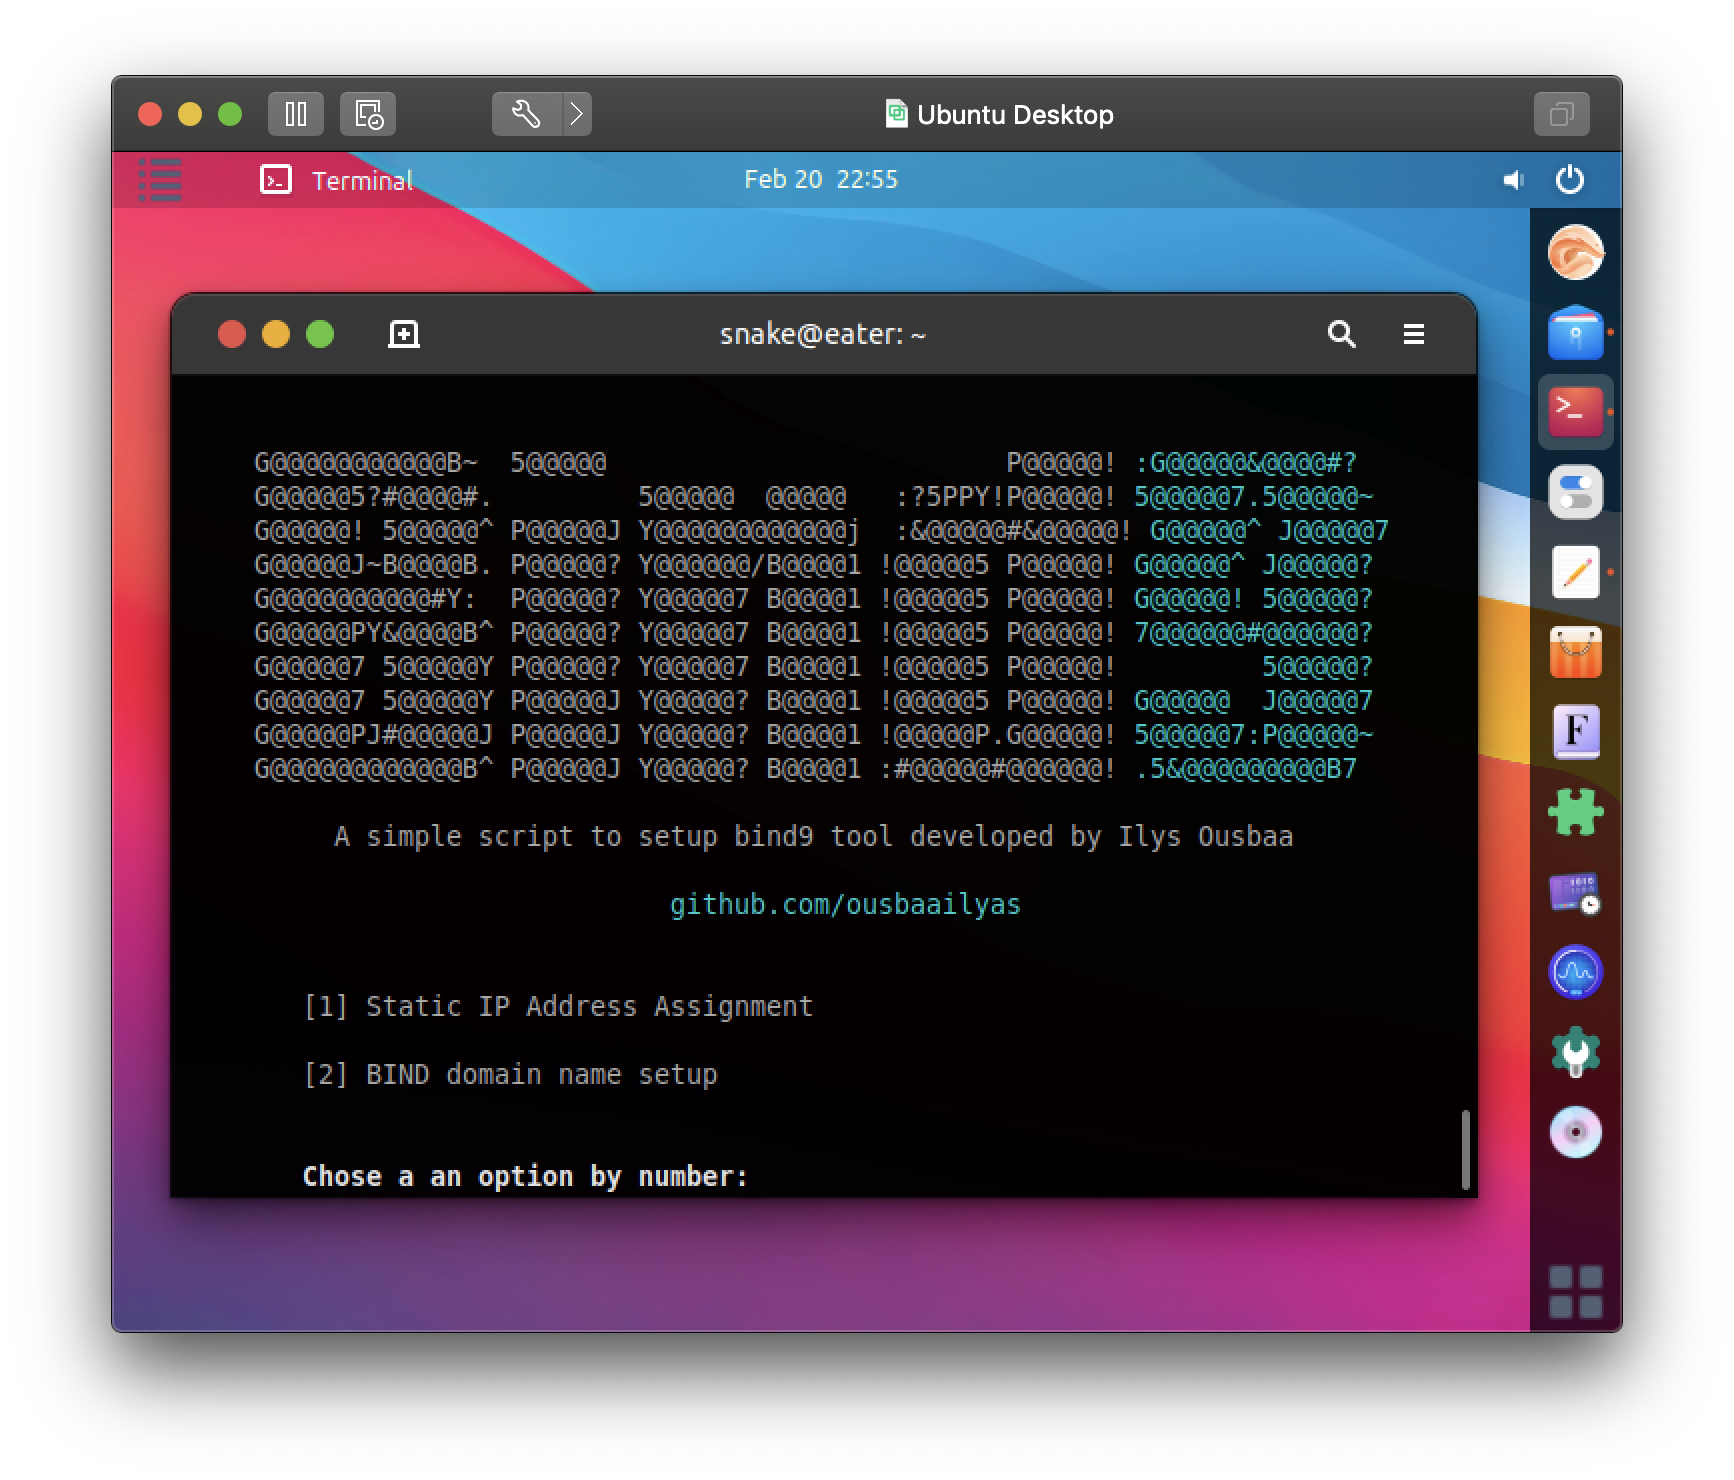 Ubuntu Desktop
Terminal
Feb 20 22:55
snake@eater: ~
G@@@@@@@@@@@B~  5@@@@@                         P@@@@@! :G@@@@@&@@@@#?
G@@@@@5?#@@@@#.         5@@@@@  @@@@@   :?5PPY!P@@@@@! 5@@@@@7.5@@@@@~
G@@@@@! 5@@@@@^ P@@@@@J Y@@@@@@@@@@@@j  :&@@@@@#&@@@@@! G@@@@@^ J@@@@@7
G@@@@@J~B@@@@B. P@@@@@? Y@@@@@@/B@@@@1 !@@@@@5 P@@@@@! G@@@@@^ J@@@@@?
G@@@@@@@@@@#Y:  P@@@@@? Y@@@@@7 B@@@@1 !@@@@@5 P@@@@@! G@@@@@! 5@@@@@?
G@@@@@PY&@@@@B^ P@@@@@? Y@@@@@7 B@@@@1 !@@@@@5 P@@@@@! 7@@@@@@#@@@@@@?
G@@@@@7 5@@@@@Y P@@@@@? Y@@@@@7 B@@@@1 !@@@@@5 P@@@@@!         5@@@@@?
G@@@@@7 5@@@@@Y P@@@@@J Y@@@@@? B@@@@1 !@@@@@5 P@@@@@! G@@@@@  J@@@@@7
G@@@@@PJ#@@@@@J P@@@@@J Y@@@@@? B@@@@1 !@@@@@P.G@@@@@! 5@@@@@7:P@@@@@~
G@@@@@@@@@@@@B^ P@@@@@J Y@@@@@? B@@@@1 :#@@@@@#@@@@@@! .5&@@@@@@@@@B7
A simple script to setup bind9 tool developed by Ilys Ousbaa
github.com/ousbaailyas
[1] Static IP Address Assignment
[2] BIND domain name setup
Chose a an option by number:
F